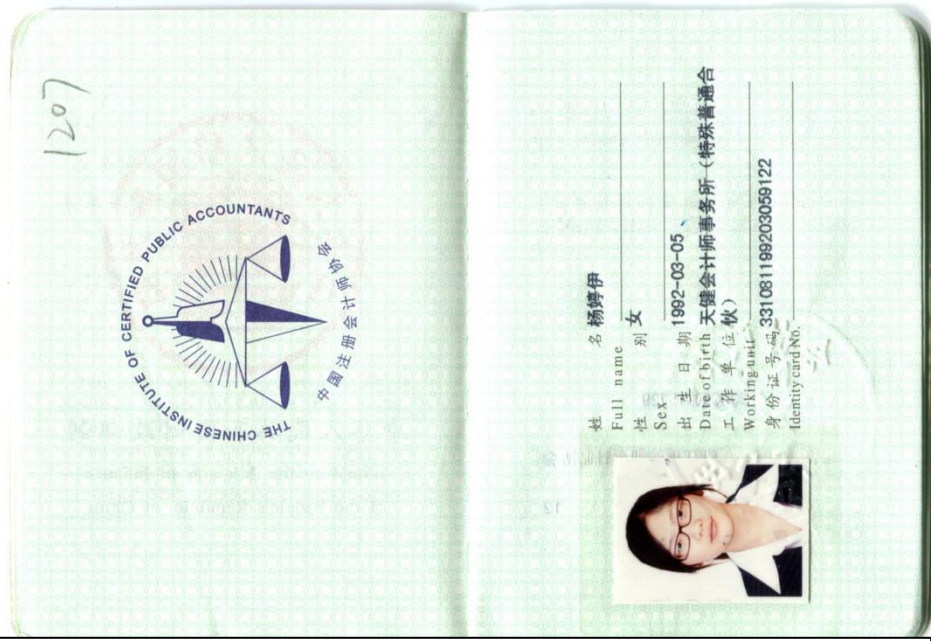 1207
THE CHINESE INSTITUTE OF CERTIFIED PUBLIC ACCOUNTANTS
中国注册会计师协会
姓 名 杨婷伊
Full name
性 别 女
Sex
出生日期 1992-03-05
Date of birth
工作单位 天健会计师事务所（特殊普通合
Working unit 伙）
身份证号码 331081199203059122
Identity card No.
12